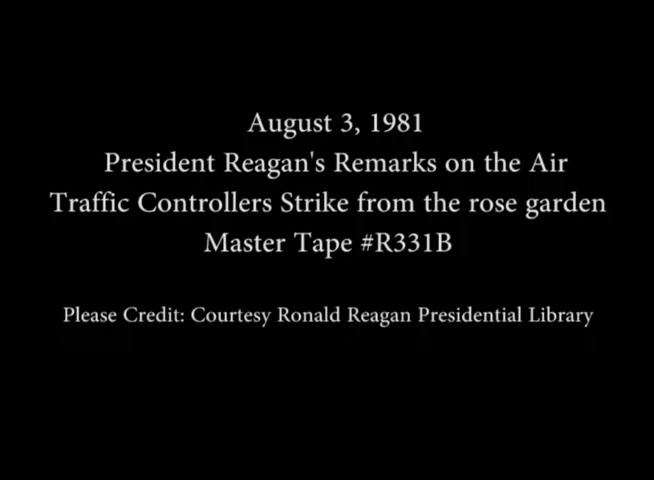 August 3, 1981
President Reagan's Remarks on the Air
Traffic Controllers Strike from the rose garden
Master Tape #R331B
Please Credit: Courtesy Ronald Reagan Presidential Library